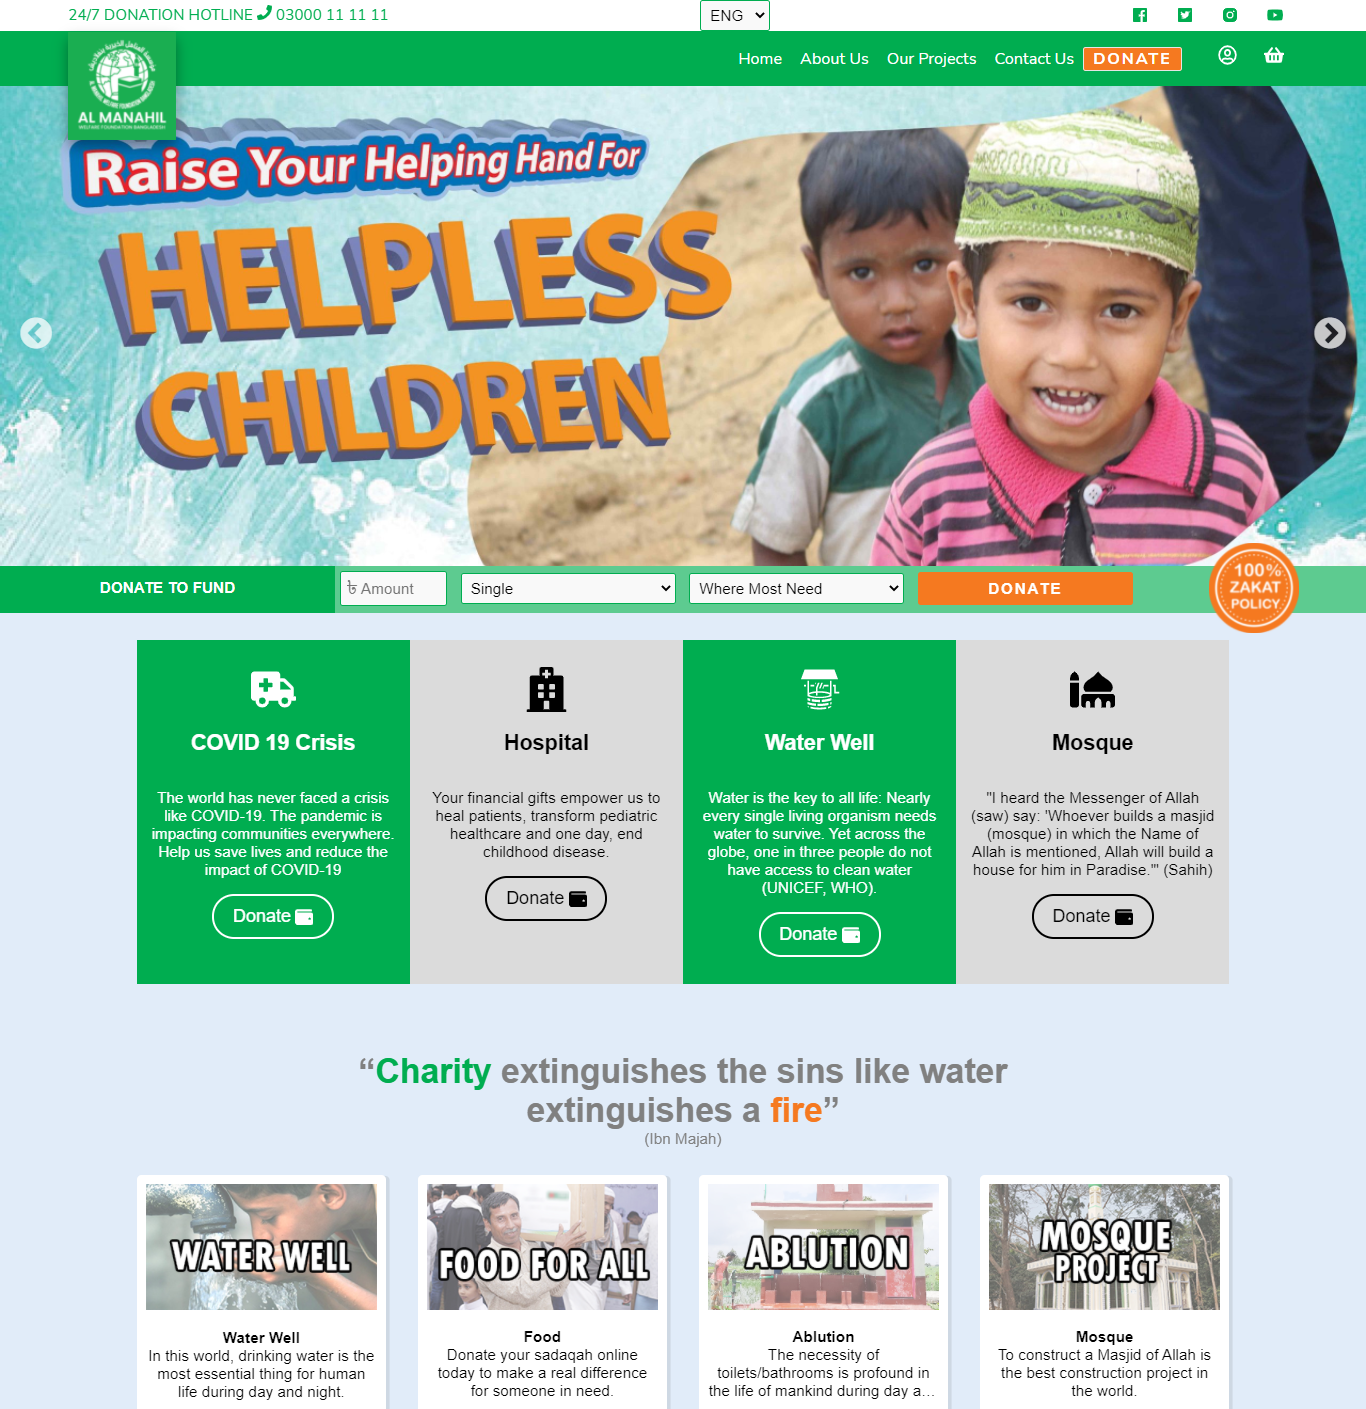 24/7 DONATION HOTLINE 03000 11 11 11
ENG
Home About Us Our Projects Contact Us DONATE
AL MANAHIL
WELFARE FOUNDATION BANGLADESH
Raise Your Helping Hand For
HELPLESS
CHILDREN
DONATE TO FUND
৳ Amount
Single
Where Most Need
DONATE
100%
ZAKAT
POLICY
COVID 19 Crisis
The world has never faced a crisis
like COVID-19. The pandemic is
impacting communities everywhere.
Help us save lives and reduce the
impact of COVID-19
Donate
Hospital
Your financial gifts empower us to
heal patients, transform pediatric
healthcare and one day, end
childhood disease.
Donate
Water Well
Water is the key to all life: Nearly
every single living organism needs
water to survive. Yet across the
globe, one in three people do not
have access to clean water
(UNICEF, WHO).
Donate
Mosque
"I heard the Messenger of Allah
(saw) say: 'Whoever builds a masjid
(mosque) in which the Name of
Allah is mentioned, Allah will build a
house for him in Paradise.'" (Sahih)
Donate
“Charity extinguishes the sins like water
extinguishes a fire”
(Ibn Majah)
WATER WELL
Water Well
In this world, drinking water is the
most essential thing for human
life during day and night.
FOOD FOR ALL
Food
Donate your sadaqah online
today to make a real difference
for someone in need.
ABLUTION
Ablution
The necessity of
toilets/bathrooms is profound in
the life of mankind during day a...
MOSQUE
PROJECT
Mosque
To construct a Masjid of Allah is
the best construction project in
the world.